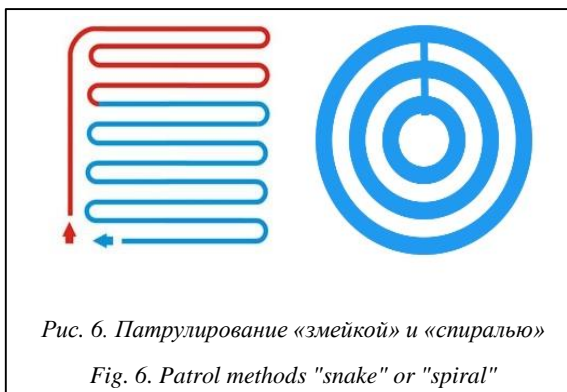 Рис. 6. Патрулирование «змейкой» и «спиралью»
Fig. 6. Patrol methods "snake" or "spiral"